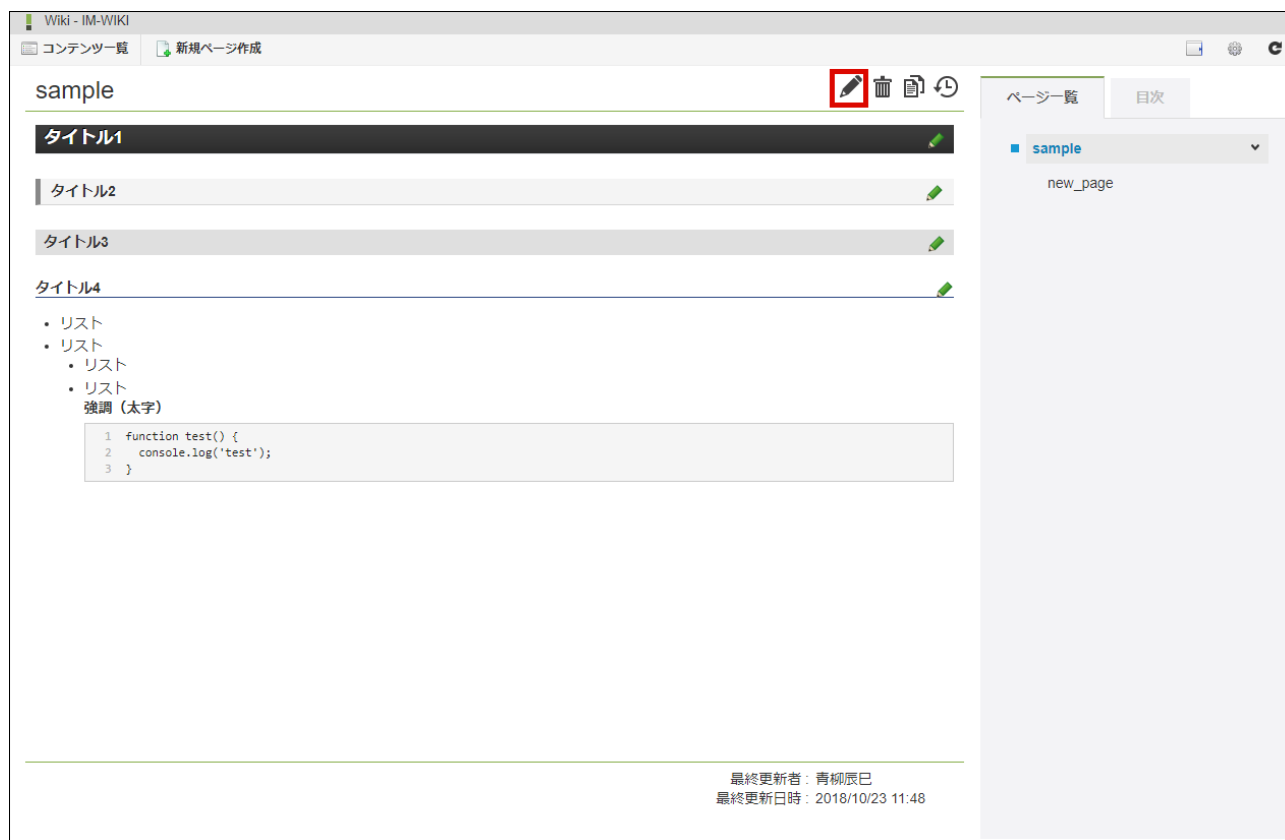 Wiki - IM-WIKI
コンテンツ一覧 新規ページ作成
sample
ページ一覧 目次
タイトル1
sample
new_page
タイトル2
タイトル3
タイトル4
• リスト
• リスト
• リスト
• リスト
強調（太字）
1 function test() {
2 console.log('test');
3 }
最終更新者 : 青柳辰巳
最終更新日時 : 2018/10/23 11:48